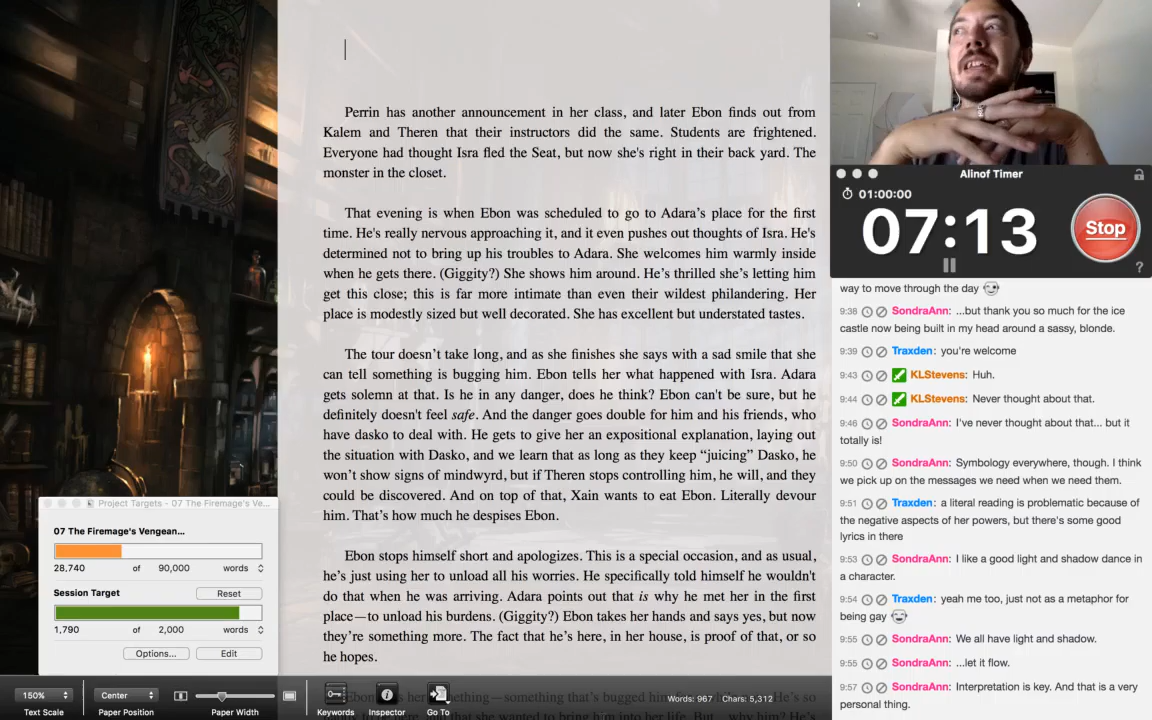 Perrin has another announcement in her class, and later Ebon finds out from
Kalem and Theren that their instructors did the same. Students are frightened.
Everyone had thought Isra fled the Seat, but now she's right in their back yard. The
monster in the closet.
That evening is when Ebon was scheduled to go to Adara’s place for the first
time. He's really nervous approaching it, and it even pushes out thoughts of Isra. He's
determined not to bring up his troubles to Adara. She welcomes him warmly inside
when he gets there. (Giggity?) She shows him around. He’s thrilled she’s letting him
get this close; this is far more intimate than even their wildest philandering. Her
place is modestly sized but well decorated. She has excellent but understated tastes.
The tour doesn’t take long, and as she finishes she says with a sad smile that she
can tell something is bugging him. Ebon tells her what happened with Isra. Adara
gets solemn at that. Is he in any danger, does he think? Ebon can't be sure, but he
definitely doesn't feel safe. And the danger goes double for him and his friends, who
have dasko to deal with. He gets to give her an expositional explanation, laying out
the situation with Dasko, and we learn that as long as they keep “juicing” Dasko, he
won’t show signs of mindwyrd, but if Theren stops controlling him, he will, and they
could be discovered. And on top of that, Xain wants to eat Ebon. Literally devour
him. That’s how much he despises Ebon.
Ebon stops himself short and apologizes. This is a special occasion, and as usual,
he’s just using her to unload all his worries. He specifically told himself he wouldn't
do that when he was arriving. Adara points out that is why he met her in the first
place—to unload his burdens. (Giggity?) Ebon takes her hands and says yes, but now
they’re something more. The fact that he’s here, in her house, is proof of that, or so
he hopes.
Project Targets - 07 The Firemage's Ve...
07 The Firemage's Vengean...
28,740 of 90,000 words
Session Target
Reset
1,790 of 2,000 words
Options... Edit
150% Center
Text Scale Paper Position Paper Width Keywords Inspector Go To Words: 967 Chars: 5,312
Alinof Timer
01:00:00
07:13
Stop
?
way to move through the day
9:38 SondraAnn: ...but thank you so much for the ice
castle now being built in my head around a sassy, blonde.
9:39 Traxden: you're welcome
9:43 KLStevens: Huh.
9:44 KLStevens: Never thought about that.
9:46 SondraAnn: I've never thought about that... but it
totally is!
9:50 SondraAnn: Symbology everywhere, though. I think
we pick up on the messages we need when we need them.
9:51 Traxden: a literal reading is problematic because of
the negative aspects of her powers, but there's some good
lyrics in there
9:53 SondraAnn: I like a good light and shadow dance in
a character.
9:54 Traxden: yeah me too, just not as a metaphor for
being gay
9:55 SondraAnn: We all have light and shadow.
9:55 SondraAnn: ...let it flow.
9:57 SondraAnn: Interpretation is key. And that is a very
personal thing.